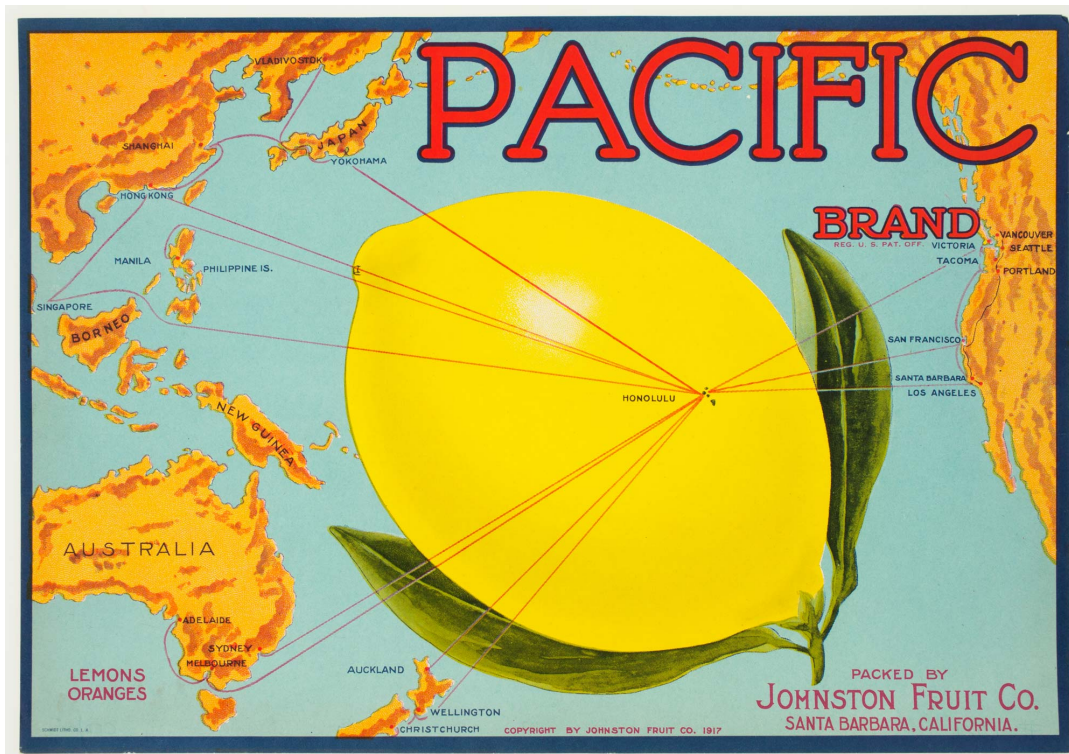 PACIFIC
BRAND
REG. U. S. PAT. OFF.
VLADIVOSTOK
SHANGHAI
JAPAN
YOKOHAMA
HONG KONG
MANILA
PHILIPPINE IS.
SINGAPORE
BORNEO
NEW GUINEA
VICTORIA
VANCOUVER
SEATTLE
TACOMA
PORTLAND
SAN FRANCISCO
SANTA BARBARA
LOS ANGELES
HONOLULU
AUSTRALIA
ADELAIDE
SYDNEY
MELBOURNE
AUCKLAND
WELLINGTON
CHRISTCHURCH
LEMONS
ORANGES
PACKED BY
JOHNSTON FRUIT CO.
SANTA BARBARA, CALIFORNIA.
COPYRIGHT BY JOHNSTON FRUIT CO. 1917